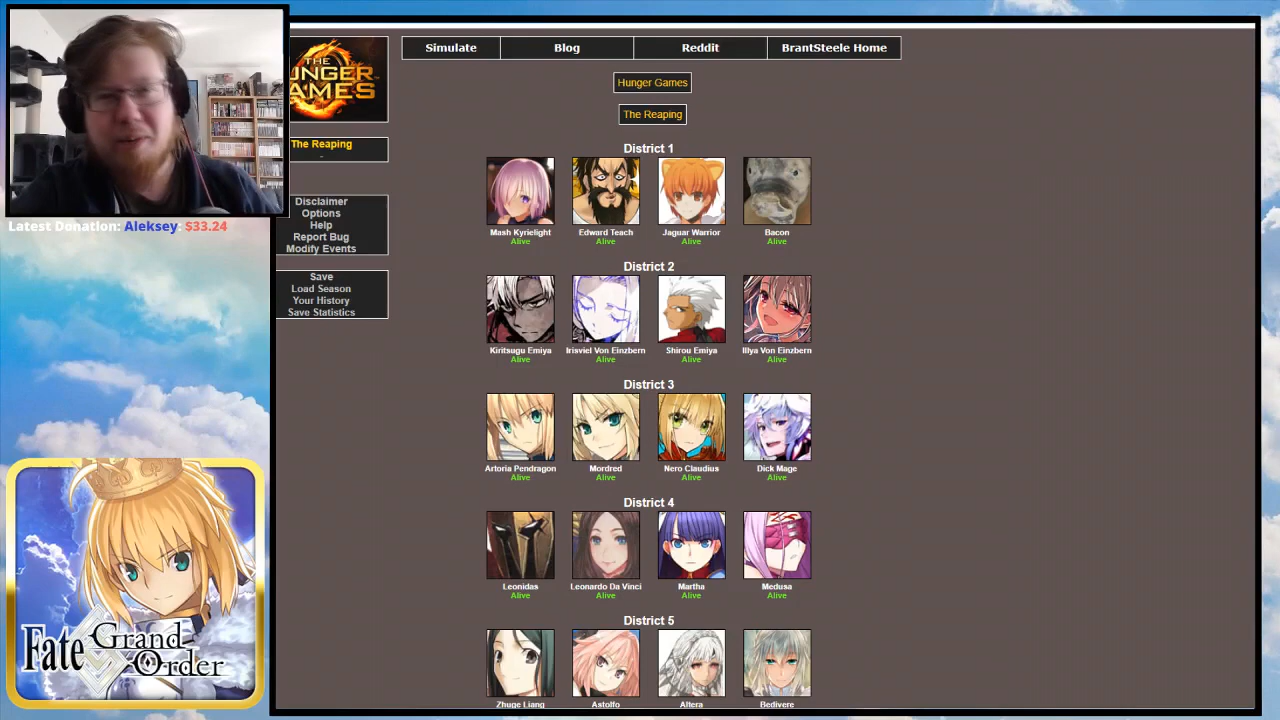 THE
HUNGER
GAMES
Simulate
Blog
Reddit
BrantSteele Home
Hunger Games
The Reaping
The Reaping
-
Disclaimer
Options
Help
Report Bug
Modify Events
Save
Load Season
Your History
Save Statistics
Latest Donation: Aleksey: $33.24
District 1
Mash Kyrielight Edward Teach Jaguar Warrior Bacon
Alive Alive Alive Alive
District 2
Kiritsugu Emiya Irisviel Von Einzbern Shirou Emiya Illya Von Einzbern
Alive Alive Alive Alive
District 3
Artoria Pendragon Mordred Nero Claudius Dick Mage
Alive Alive Alive Alive
District 4
Leonidas Leonardo Da Vinci Martha Medusa
Alive Alive Alive Alive
District 5
Zhuge Liang Astolfo Altera Bedivere
Fate Grand
Order